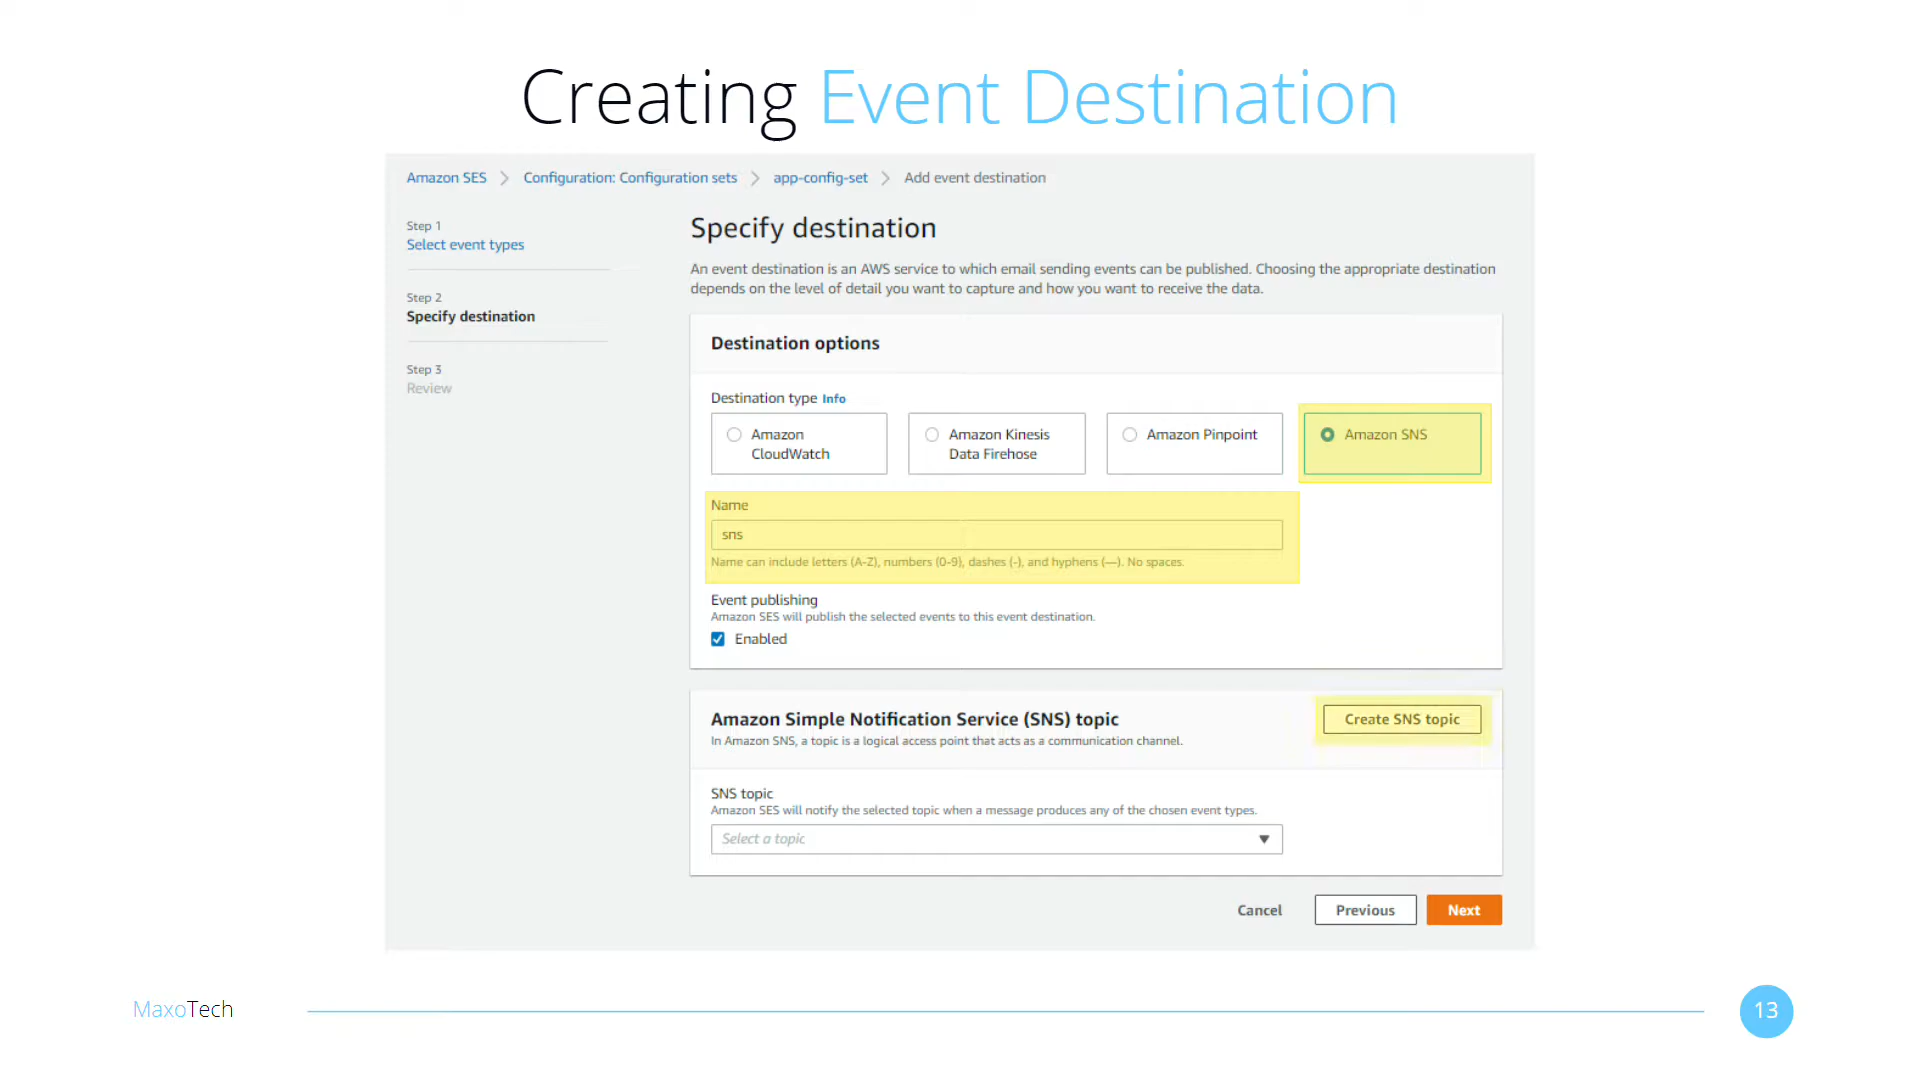 Creating Event Destination
Amazon SES > Configuration: Configuration sets > app-config-set > Add event destination
Step 1
Select event types
Step 2
Specify destination
Step 3
Review
Specify destination
An event destination is an AWS service to which email sending events can be published. Choosing the appropriate destination
depends on the level of detail you want to capture and how you want to receive the data.
Destination options
Destination type Info
Amazon
CloudWatch
Amazon Kinesis
Data Firehose
Amazon Pinpoint
Amazon SNS
Name
sns
Name can include letters (A-Z), numbers (0-9), dashes (-), and hyphens (—). No spaces.
Event publishing
Amazon SES will publish the selected events to this event destination.
Enabled
Amazon Simple Notification Service (SNS) topic
In Amazon SNS, a topic is a logical access point that acts as a communication channel.
Create SNS topic
SNS topic
Amazon SES will notify the selected topic when a message produces any of the chosen event types.
Select a topic
Cancel
Previous
Next
MaxoTech
13